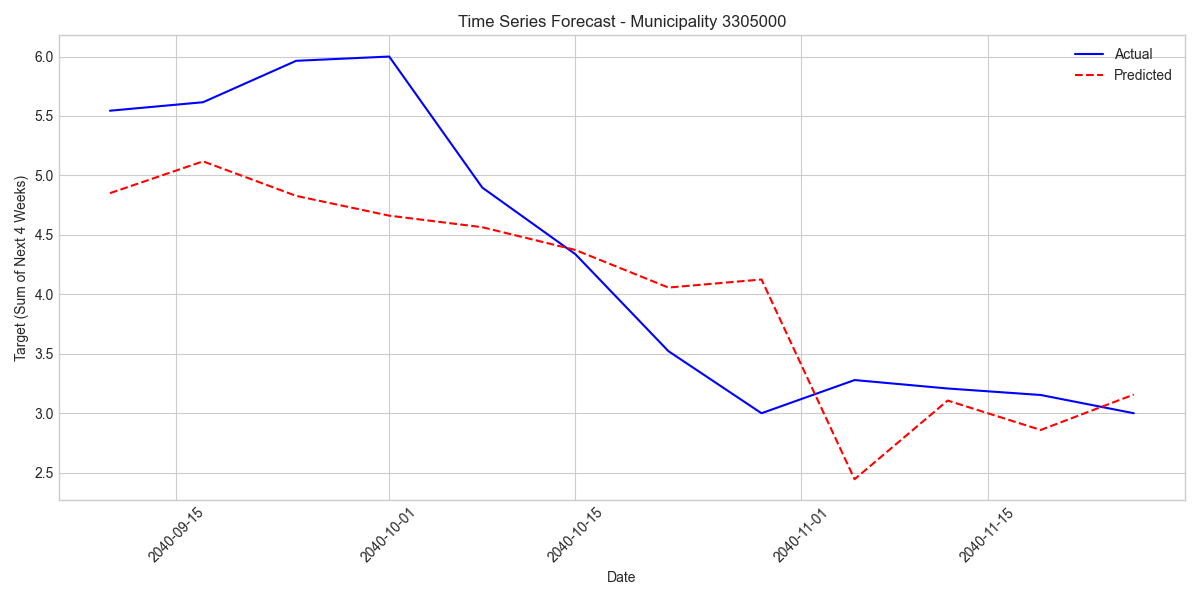 Time Series Forecast - Municipality 3305000
Actual
Predicted
Target (Sum of Next 4 Weeks)
6.0
5.5
5.0
4.5
4.0
3.5
3.0
2.5
2040-09-15
2040-10-01
2040-10-15
2040-11-01
2040-11-15
Date